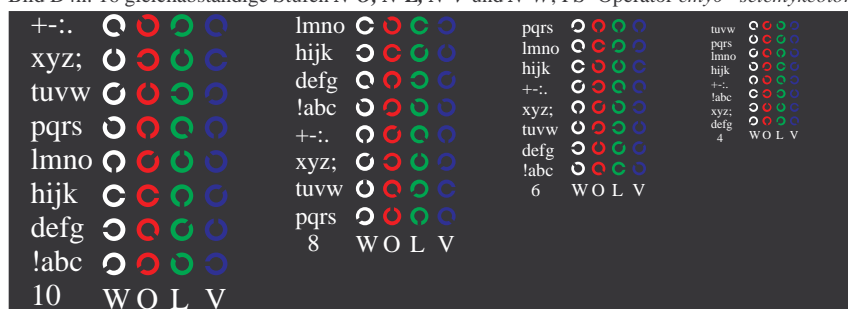 +-:.
xyz;
tuvw
pqrs
lmno
hijk
defg
!abc
10 W O L V
lmno
hijk
defg
!abc
+-:.
xyz;
tuvw
pqrs
8 W O L V
pqrs
lmno
hijk
+-:.
xyz;
tuvw
defg
!abc
6 W O L V
tuvw
pqrs
lmno
hijk
+-:.
!abc
xyz;
defg
4 W O L V